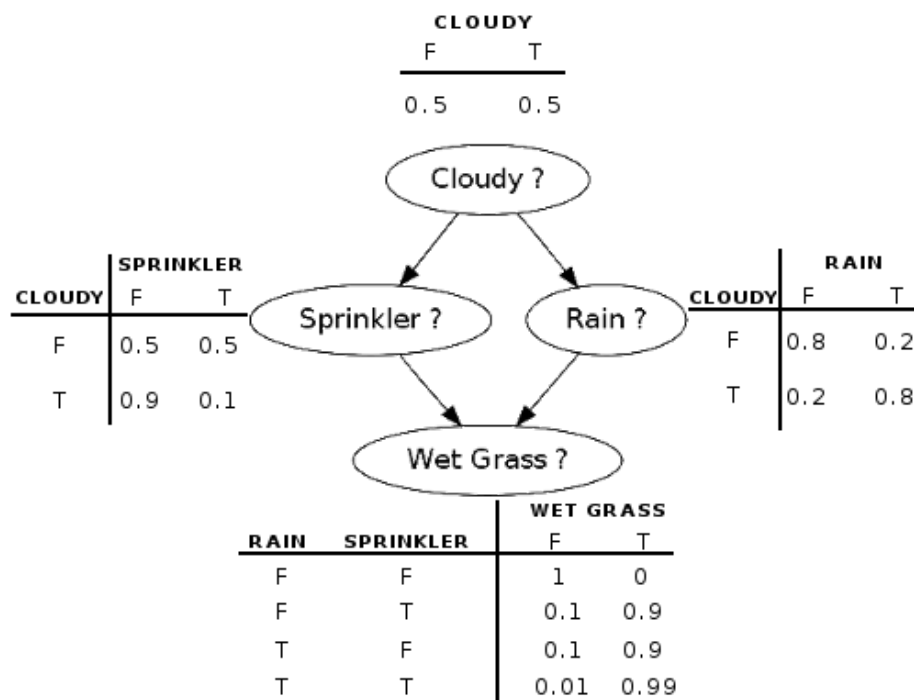 CLOUDY
F T
0.5 0.5
Cloudy ?
SPRINKLER
CLOUDY F T
F 0.5 0.5
T 0.9 0.1
Sprinkler ?
Rain ?
RAIN
CLOUDY F T
F 0.8 0.2
T 0.2 0.8
Wet Grass ?
WET GRASS
RAIN SPRINKLER F T
F F 1 0
F T 0.1 0.9
T F 0.1 0.9
T T 0.01 0.99